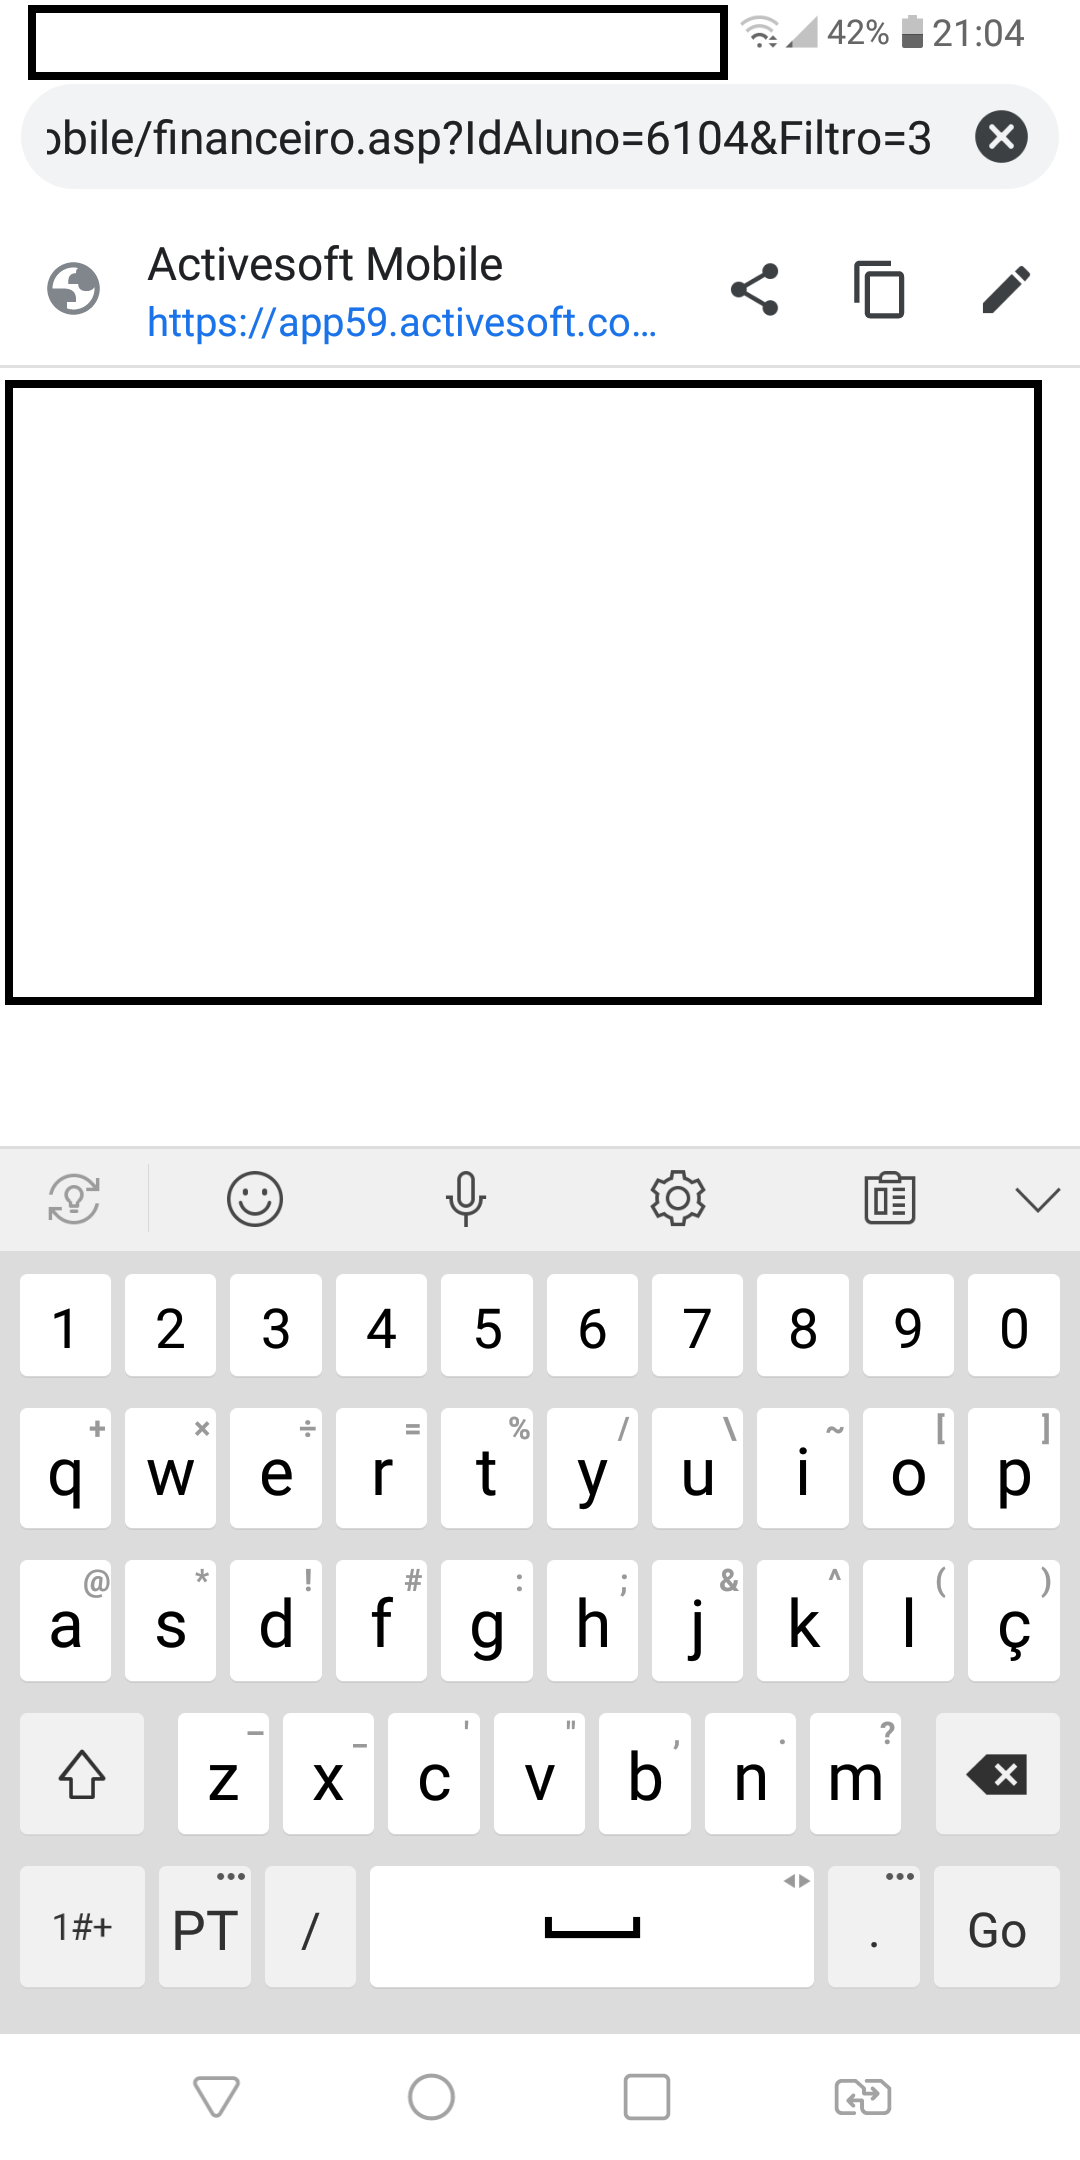 42% 21:04
obile/financeiro.asp?IdAluno=6104&Filtro=3
Activesoft Mobile
https://app59.activesoft.co...
1 2 3 4 5 6 7 8 9 0
+ × ÷ = % / \ ~ [ ]
q w e r t y u i o p
@ * ! # : ; & ^ ( )
a s d f g h j k l ç
– _ ' " , . ?
z x c v b n m
1#+ PT / . Go